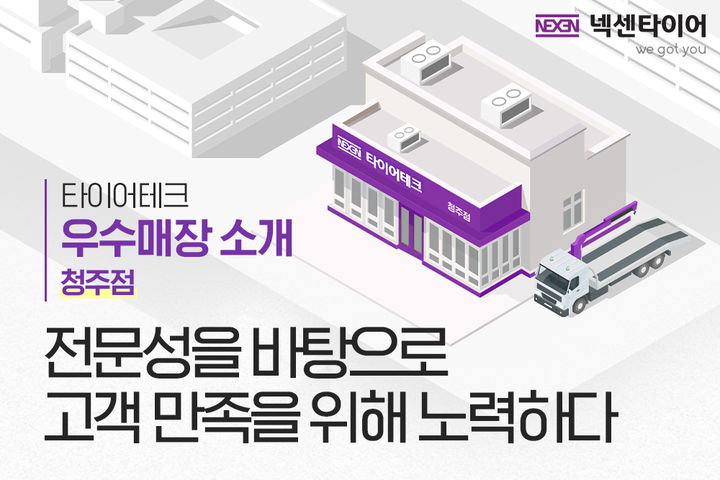 NEXEN 넥센타이어
we got you
NEXEN 타이어테크
청주점
타이어테크
우수매장 소개
청주점
전문성을 바탕으로
고객 만족을 위해 노력하다